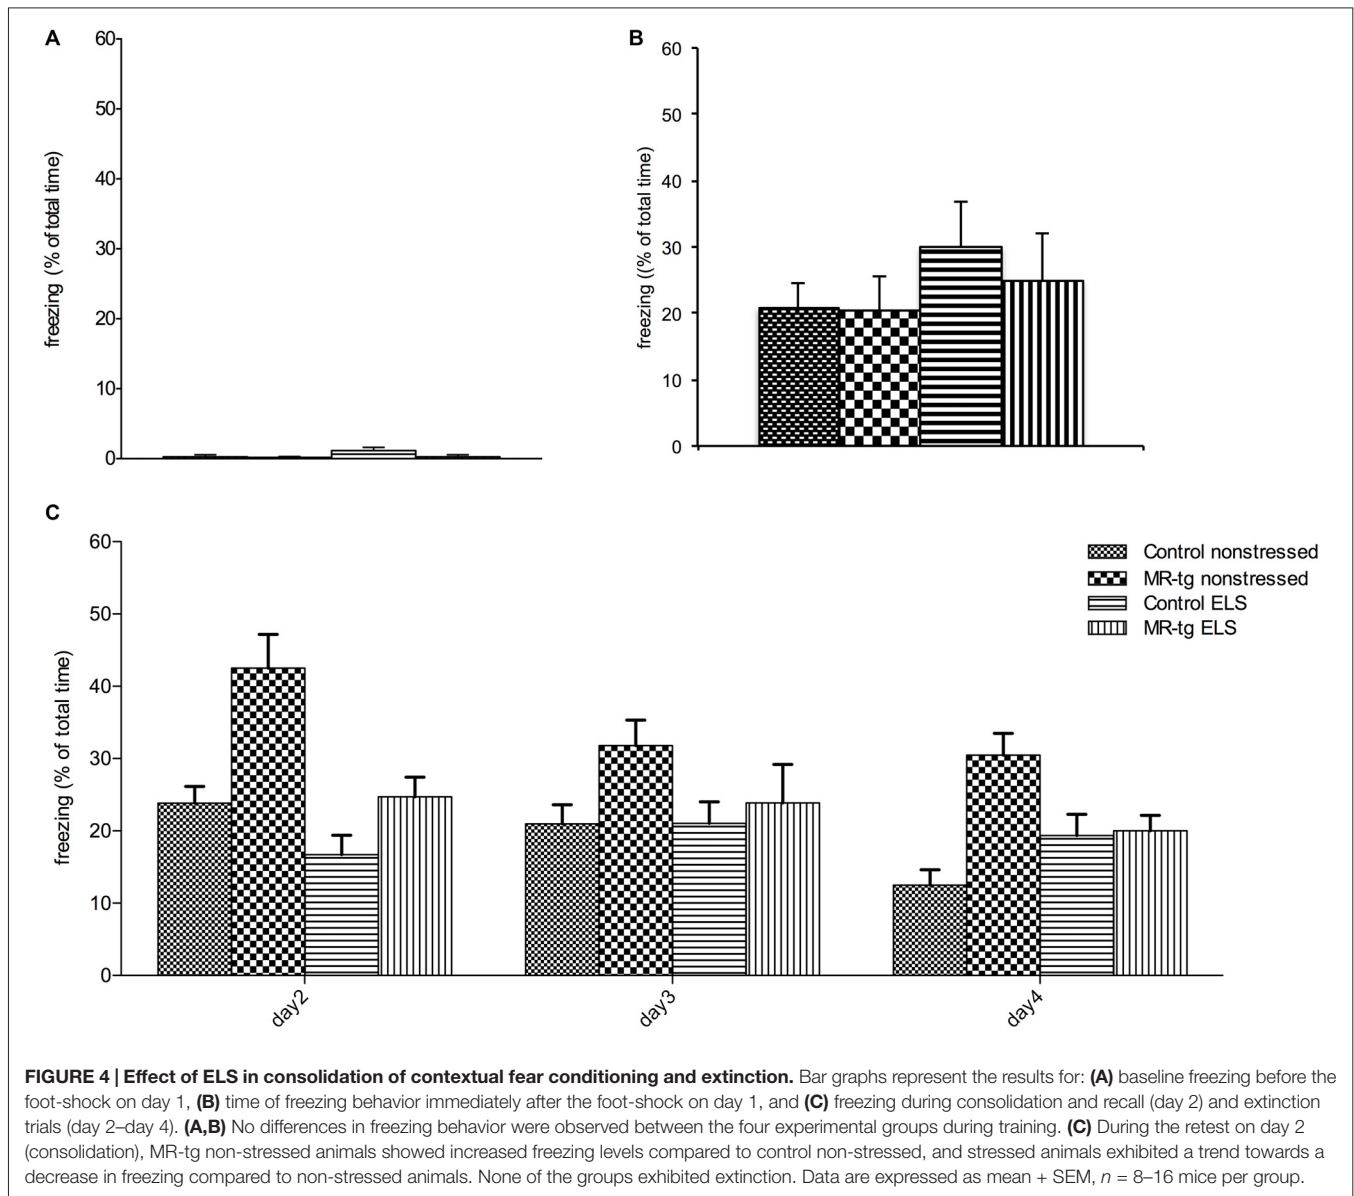 A
60
50
40
30
20
10
0
freezing (% of total time)
B
60
50
40
30
20
10
0
freezing ((% of total time)
C
60
50
40
30
20
10
0
freezing (% of total time)
Control nonstressed
MR-tg nonstressed
Control ELS
MR-tg ELS
day2
day3
day4
FIGURE 4 | Effect of ELS in consolidation of contextual fear conditioning and extinction. Bar graphs represent the results for: (A) baseline freezing before the
foot-shock on day 1, (B) time of freezing behavior immediately after the foot-shock on day 1, and (C) freezing during consolidation and recall (day 2) and extinction
trials (day 2–day 4). (A,B) No differences in freezing behavior were observed between the four experimental groups during training. (C) During the retest on day 2
(consolidation), MR-tg non-stressed animals showed increased freezing levels compared to control non-stressed, and stressed animals exhibited a trend towards a
decrease in freezing compared to non-stressed animals. None of the groups exhibited extinction. Data are expressed as mean + SEM, n = 8–16 mice per group.